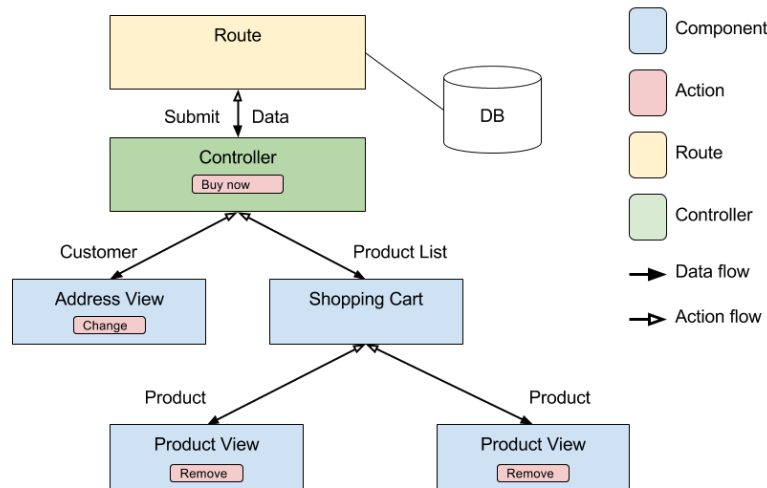 Route
Submit Data
DB
Controller
Buy now
Customer
Product List
Address View
Change
Shopping Cart
Product
Product
Product View
Remove
Product View
Remove
Component
Action
Route
Controller
Data flow
Action flow